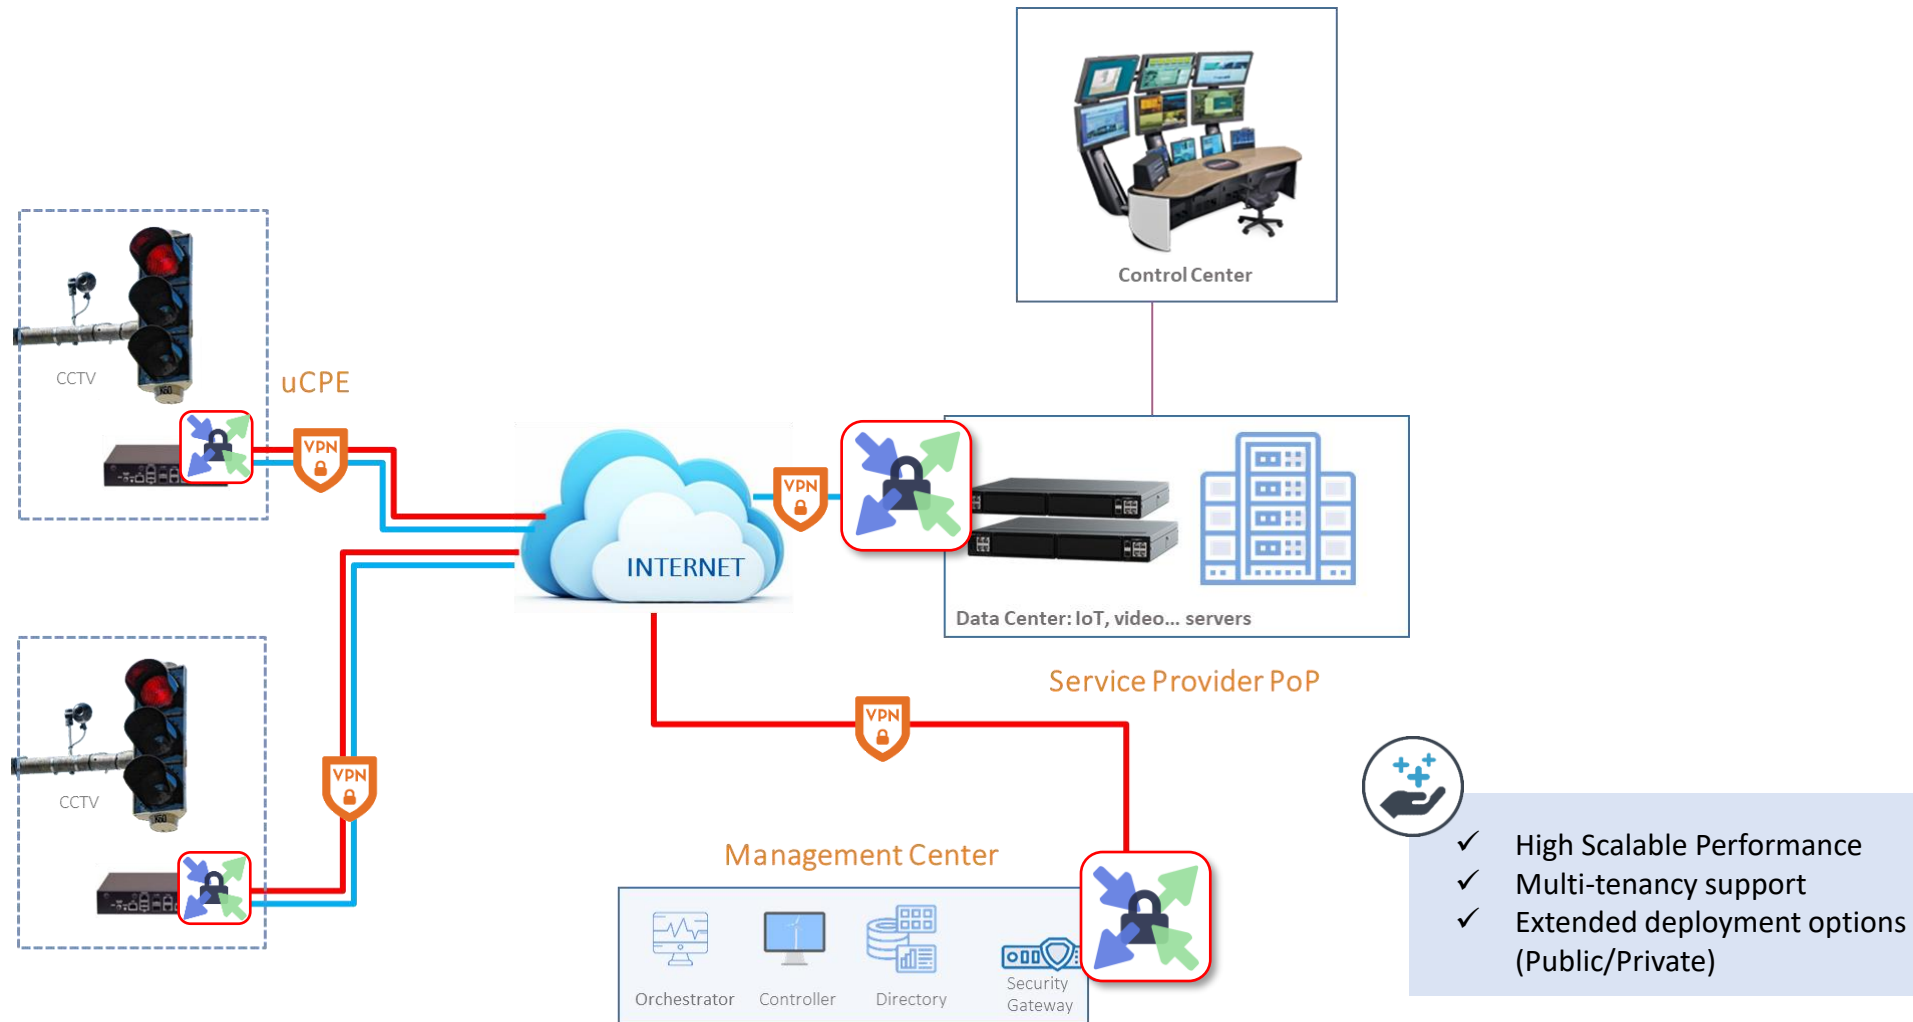 Control Center
CCTV
uCPE
VPN
VPN
INTERNET
Data Center: IoT, video... servers
Service Provider PoP
VPN
CCTV
VPN
Management Center
Orchestrator
Controller
Directory
Security
Gateway
✓ High Scalable Performance
✓ Multi-tenancy support
✓ Extended deployment options
(Public/Private)